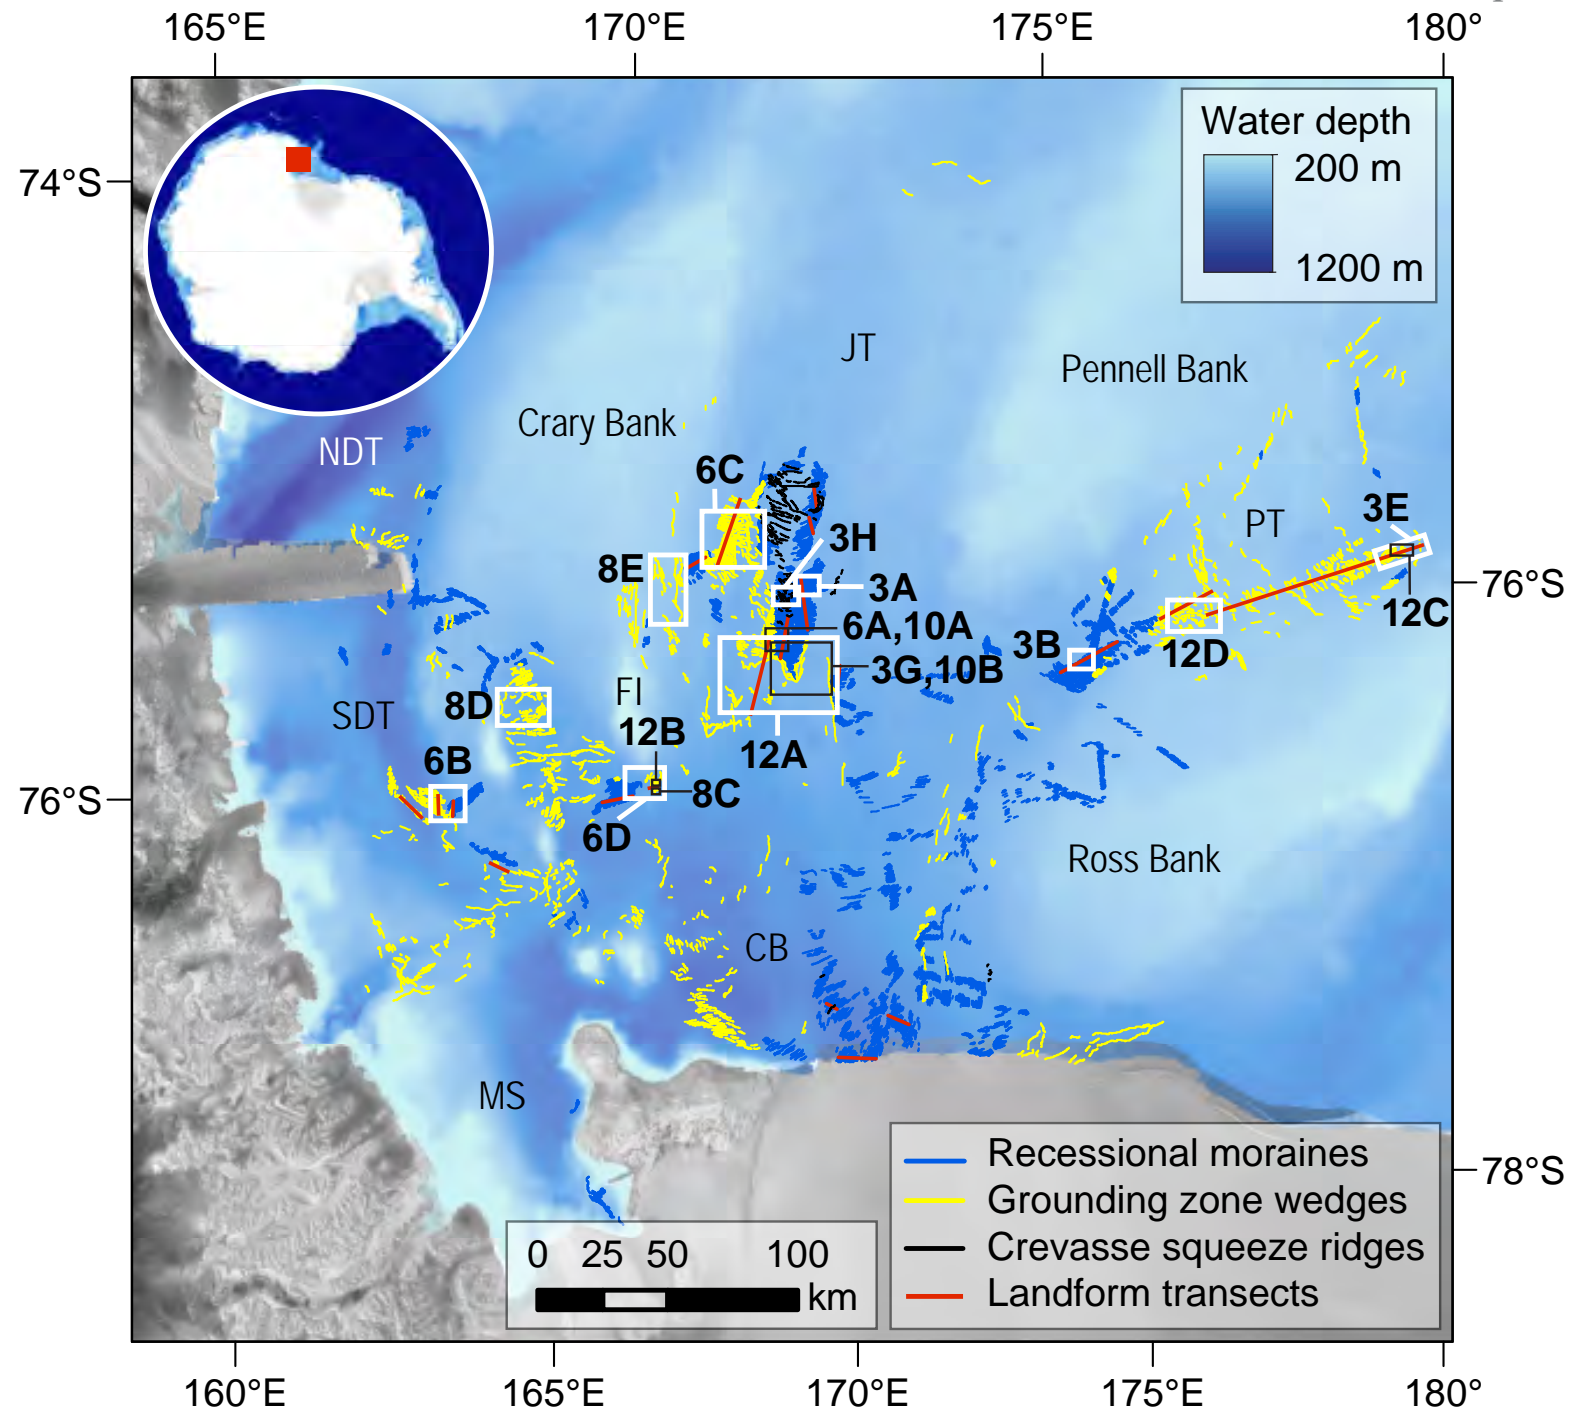 165°E 170°E 175°E 180°
74°S
Water depth
200 m
1200 m
JT
Pennell Bank
Crary Bank
NDT
6C
3E
PT
3H
8E
3A
76°S
12C
6A,10A
3B
12D
3G,10B
FI
8D
SDT
12B
12A
6B
8C
76°S
6D
Ross Bank
CB
MS
Recessional moraines
78°S
Grounding zone wedges
Crevasse squeeze ridges
Landform transects
0 25 50 100
km
160°E 165°E 170°E 175°E 180°